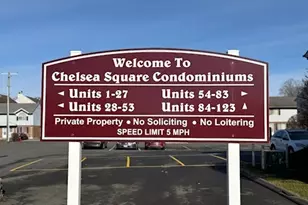 Welcome To
Chelsea Square Condominiums
◄ Units 1-27 Units 54-83 ►
◄ Units 28-53 Units 84-123 ▲
Private Property ● No Soliciting ● No Loitering
SPEED LIMIT 5 MPH